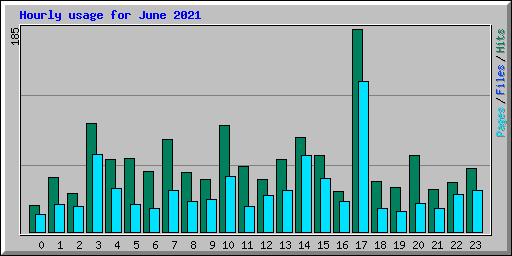 Hourly usage for June 2021
185
Pages/Files/Hits
0 1 2 3 4 5 6 7 8 9 10 11 12 13 14 15 16 17 18 19 20 21 22 23